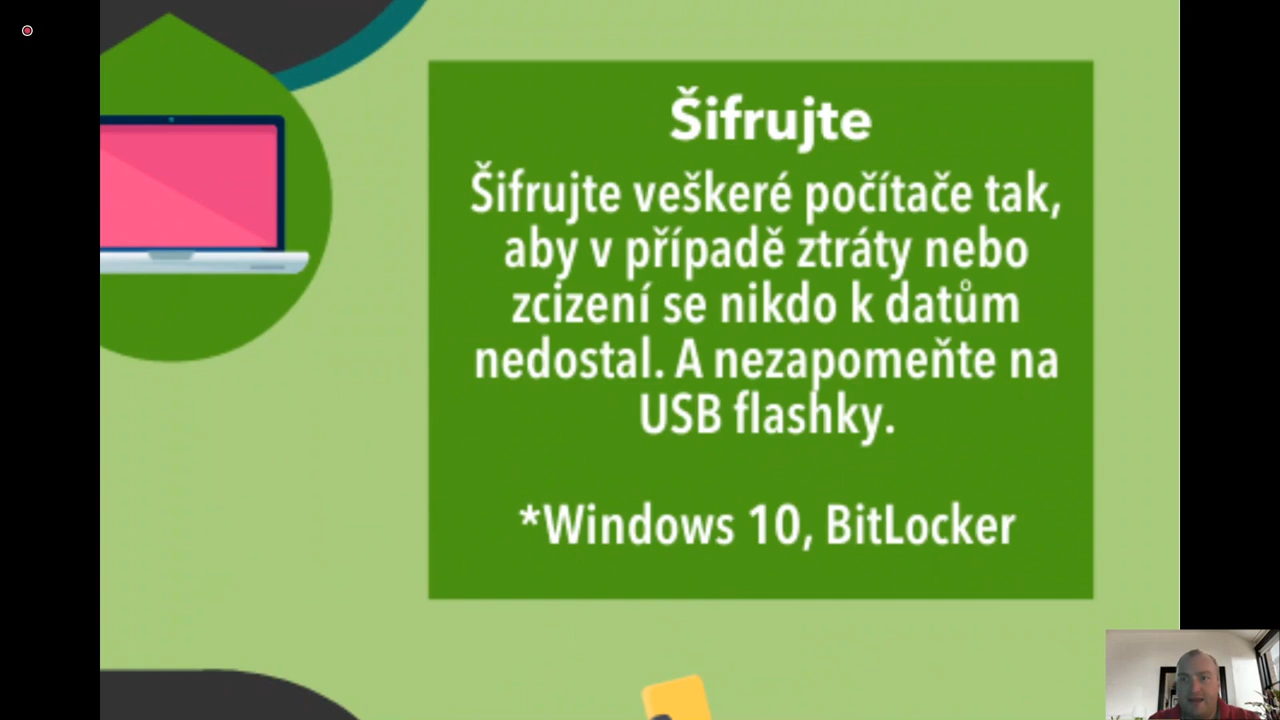 Šifrujte
Šifrujte veškeré počítače tak,
aby v případě ztráty nebo
zcizení se nikdo k datům
nedostal. A nezapomeňte na
USB flashky.
*Windows 10, BitLocker